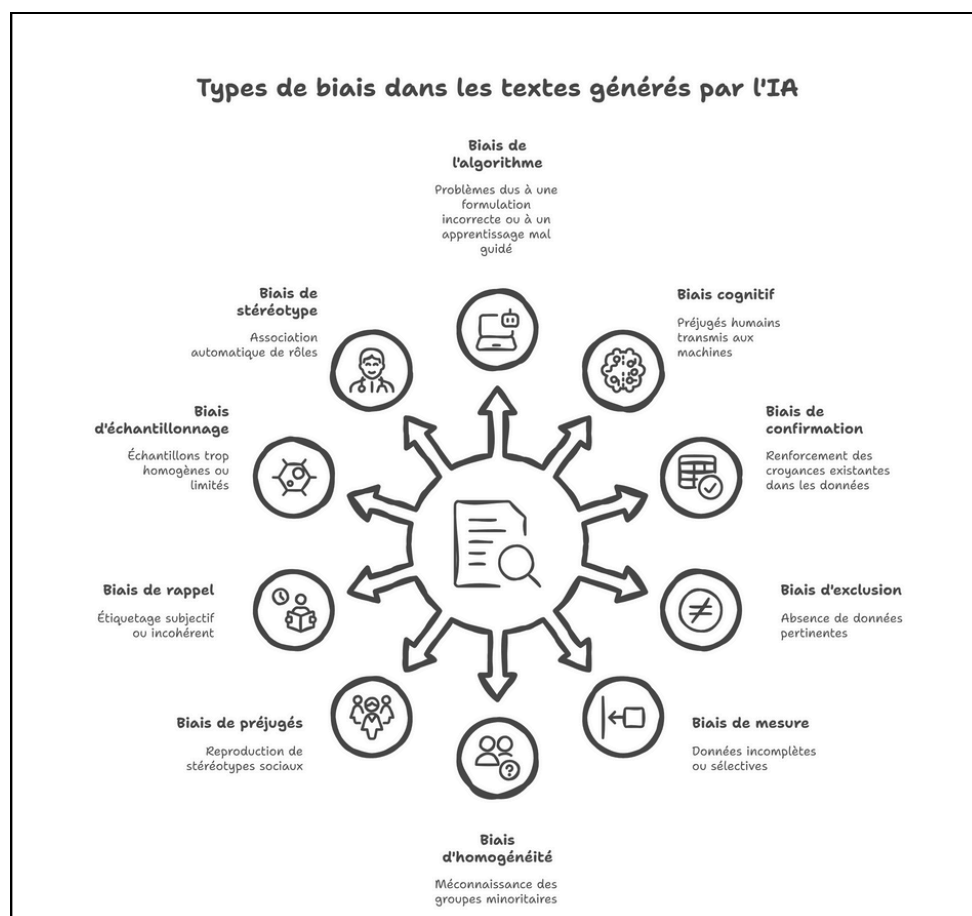 Types de biais dans les textes générés par l'IA
Biais de
l'algorithme
Problèmes dus à une
formulation
incorrecte ou à un
apprentissage mal
guidé
Biais cognitif
Préjugés humains
transmis aux
machines
Biais de
confirmation
Renforcement des
croyances existantes
dans les données
Biais d'exclusion
Absence de données
pertinentes
Biais de mesure
Données incomplètes
ou sélectives
Biais
d'homogénéité
Méconnaissance des
groupes minoritaires
Biais de préjugés
Reproduction de
stéréotypes sociaux
Biais de rappel
Étiquetage subjectif
ou incohérent
Biais
d'échantillonnage
Échantillons trop
homogènes ou
limités
Biais de
stéréotype
Association
automatique de rôles